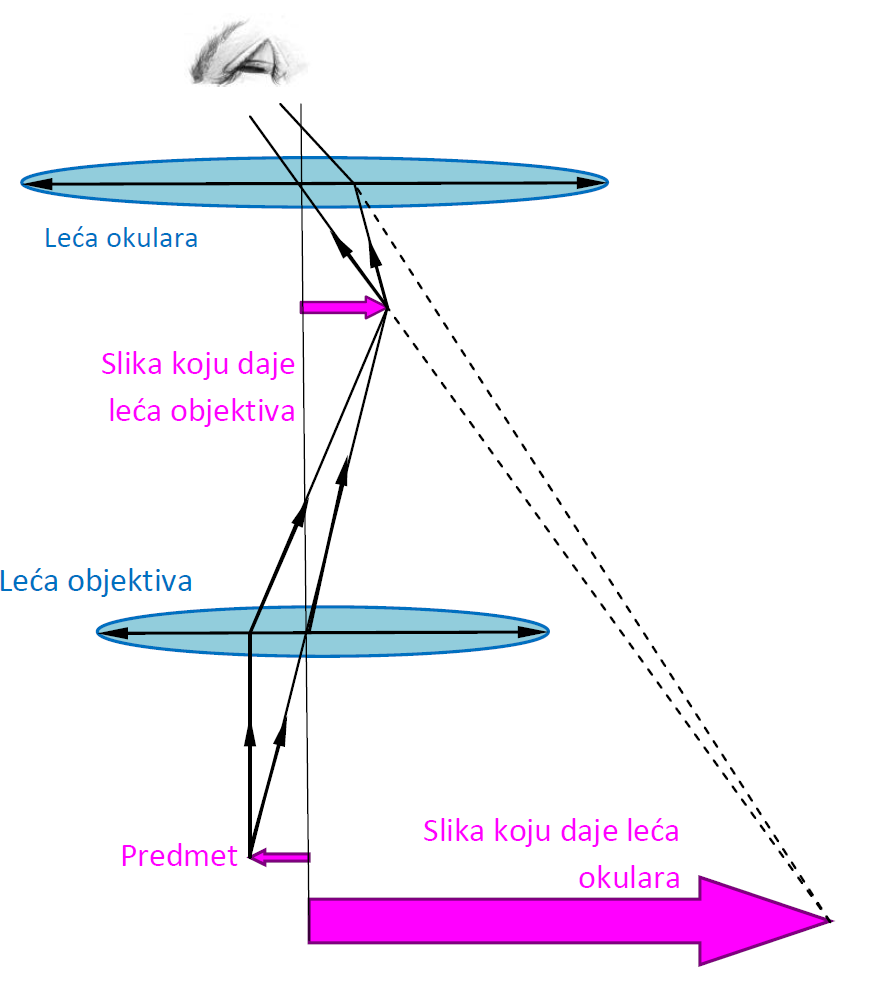 Leća okulara
Slika koju daje
leća objektiva
Leća objektiva
Slika koju daje leća
okulara
Predmet